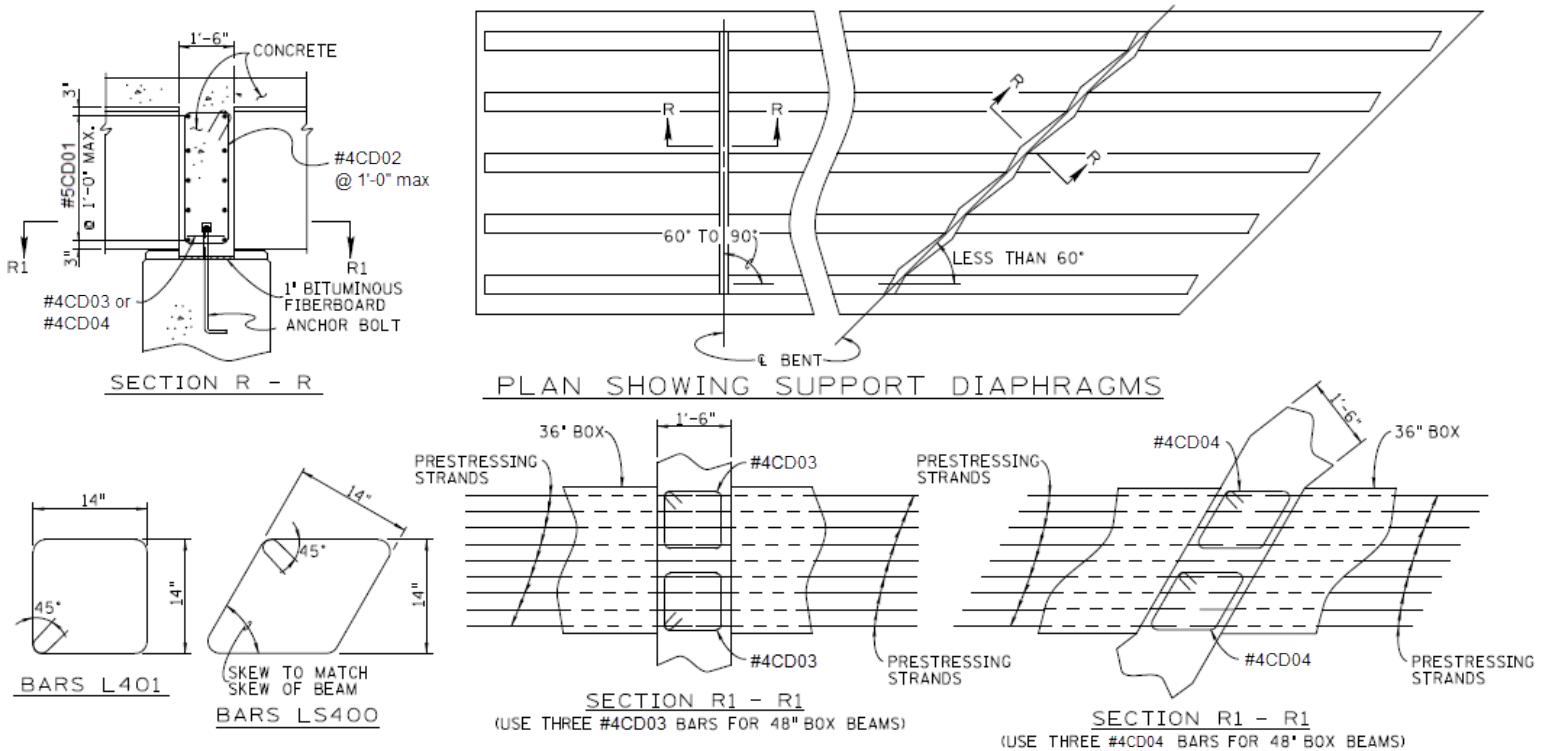 1'-6"
CONCRETE
3"
#5CD01
@ 1'-0" MAX.
3"
#4CD02
@ 1'-0" max
R1
R1
#4CD03 or
#4CD04
1" BITUMINOUS
FIBERBOARD
ANCHOR BOLT
SECTION R - R
R
R
R
R
60° TO 90°
LESS THAN 60°
℄ BENT
PLAN SHOWING SUPPORT DIAPHRAGMS
14"
14"
45°
BARS L401
14"
14"
45°
SKEW TO MATCH
SKEW OF BEAM
BARS LS400
1'-6"
36" BOX
#4CD03
PRESTRESSING
STRANDS
#4CD03
PRESTRESSING
STRANDS
SECTION R1 - R1
(USE THREE #4CD03 BARS FOR 48" BOX BEAMS)
1'-6"
#4CD04
36" BOX
PRESTRESSING
STRANDS
#4CD04
PRESTRESSING
STRANDS
SECTION R1 - R1
(USE THREE #4CD04 BARS FOR 48" BOX BEAMS)